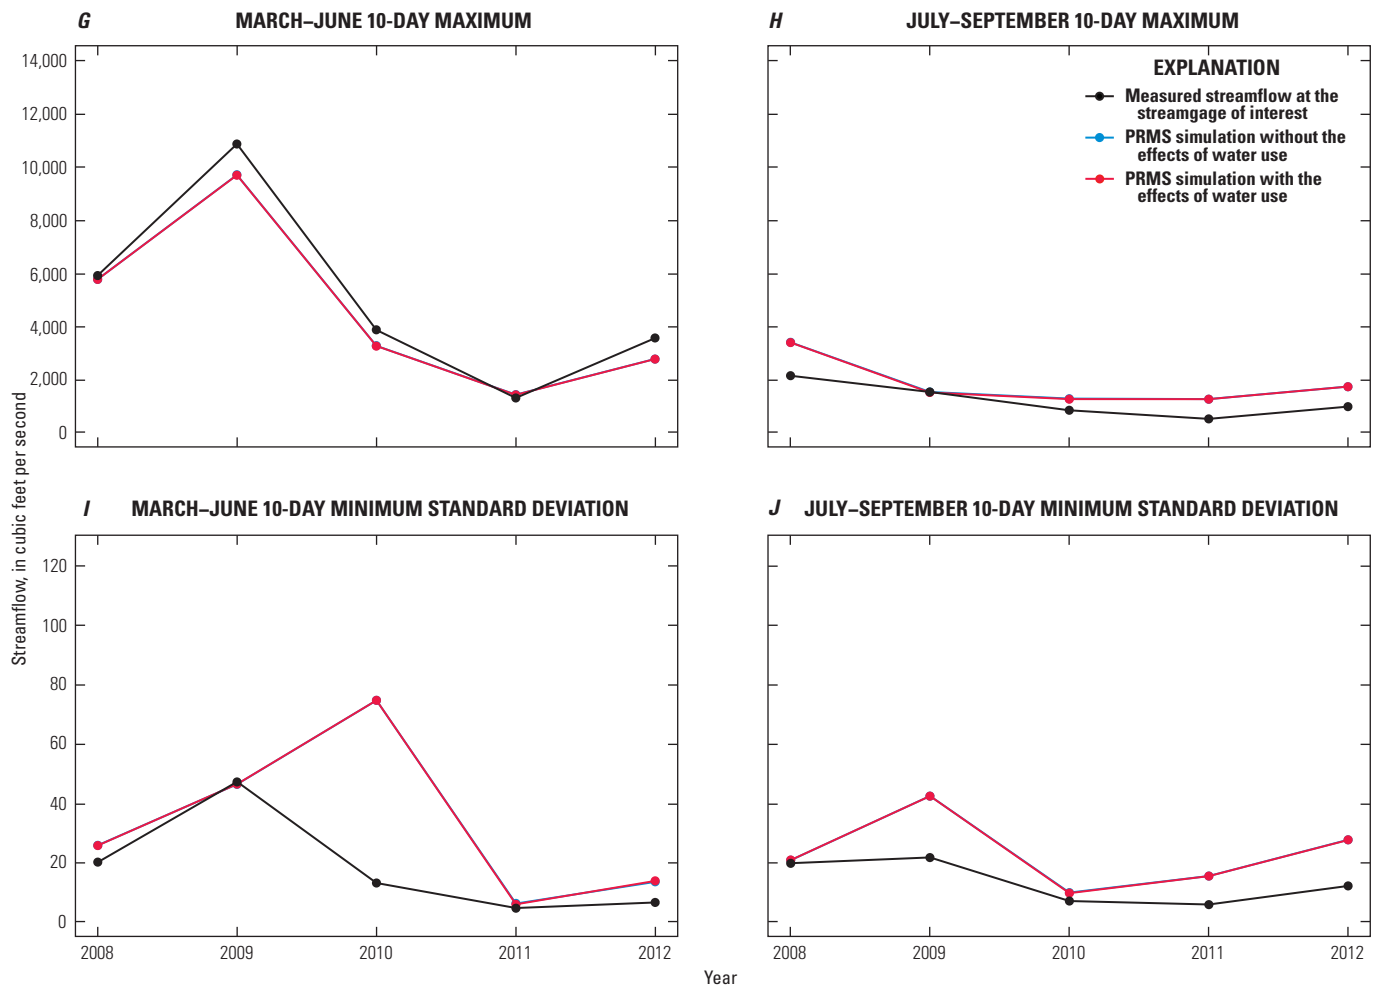 G MARCH–JUNE 10-DAY MAXIMUM
14,000
12,000
10,000
8,000
6,000
4,000
2,000
0
H JULY–SEPTEMBER 10-DAY MAXIMUM
EXPLANATION
Measured streamflow at the
streamgage of interest
PRMS simulation without the
effects of water use
PRMS simulation with the
effects of water use
Streamflow, in cubic feet per second
I MARCH–JUNE 10-DAY MINIMUM STANDARD DEVIATION
120
100
80
60
40
20
0
2008 2009 2010 2011 2012
J JULY–SEPTEMBER 10-DAY MINIMUM STANDARD DEVIATION
2008 2009 2010 2011 2012
Year